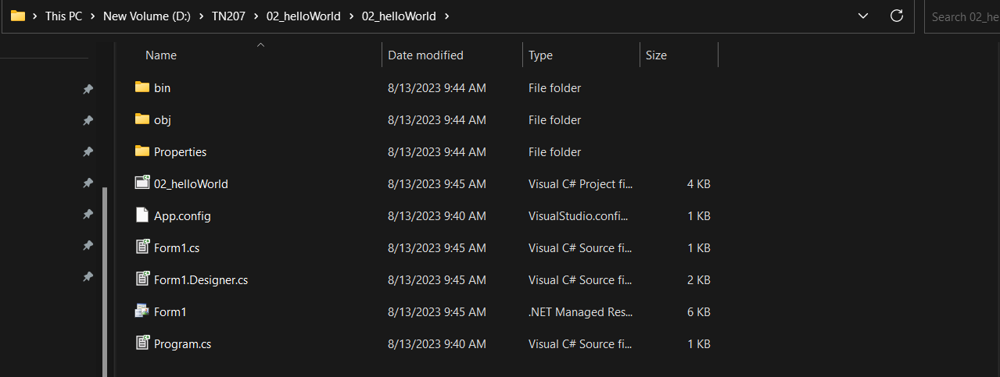 This PC New Volume (D:) TN207 02_helloWorld 02_helloWorld Search 02_he
Name Date modified Type Size
bin 8/13/2023 9:44 AM File folder
obj 8/13/2023 9:44 AM File folder
Properties 8/13/2023 9:44 AM File folder
02_helloWorld 8/13/2023 9:45 AM Visual C# Project fi... 4 KB
App.config 8/13/2023 9:40 AM VisualStudio.confi... 1 KB
Form1.cs 8/13/2023 9:45 AM Visual C# Source fi... 1 KB
Form1.Designer.cs 8/13/2023 9:45 AM Visual C# Source fi... 2 KB
Form1 8/13/2023 9:45 AM .NET Managed Res... 6 KB
Program.cs 8/13/2023 9:40 AM Visual C# Source fi... 1 KB